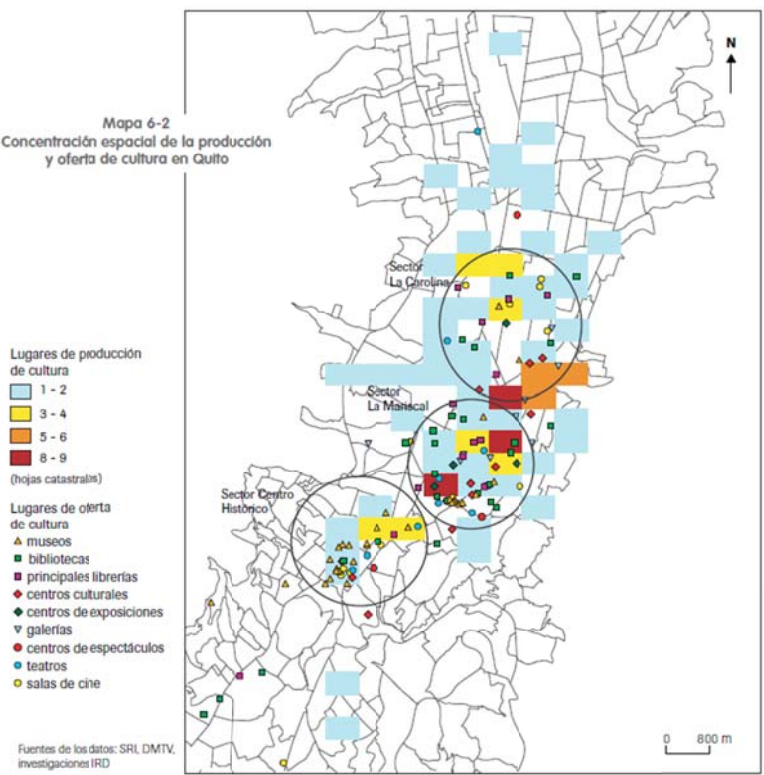 Mapa 6-2
Concentración espacial de la producción
y oferta de cultura en Quito
N
Sector
La Carolina
Sector
La Mariscal
Sector Centro
Histórico
Lugares de producción
de cultura
1 - 2
3 - 4
5 - 6
8 - 9
(hojas catastrales)
Lugares de oferta
de cultura
museos
bibliotecas
principales librerías
centros culturales
centros de exposiciones
galerías
centros de espectáculos
teatros
salas de cine
Fuentes de los datos: SRI, DMTV,
investigaciones IRD
0 800 m